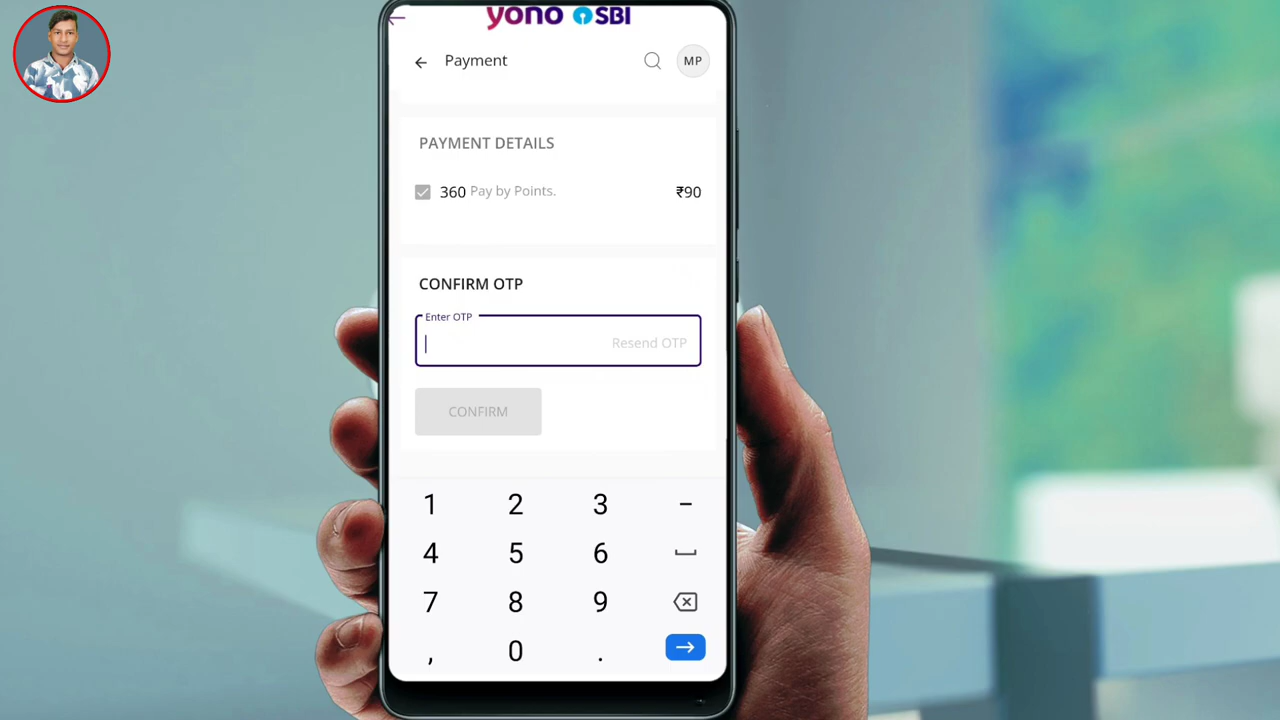 yono SBI
Payment
MP
PAYMENT DETAILS
360 Pay by Points. ₹90
CONFIRM OTP
Enter OTP
Resend OTP
CONFIRM
1 2 3 -
4 5 6
7 8 9
, 0 .